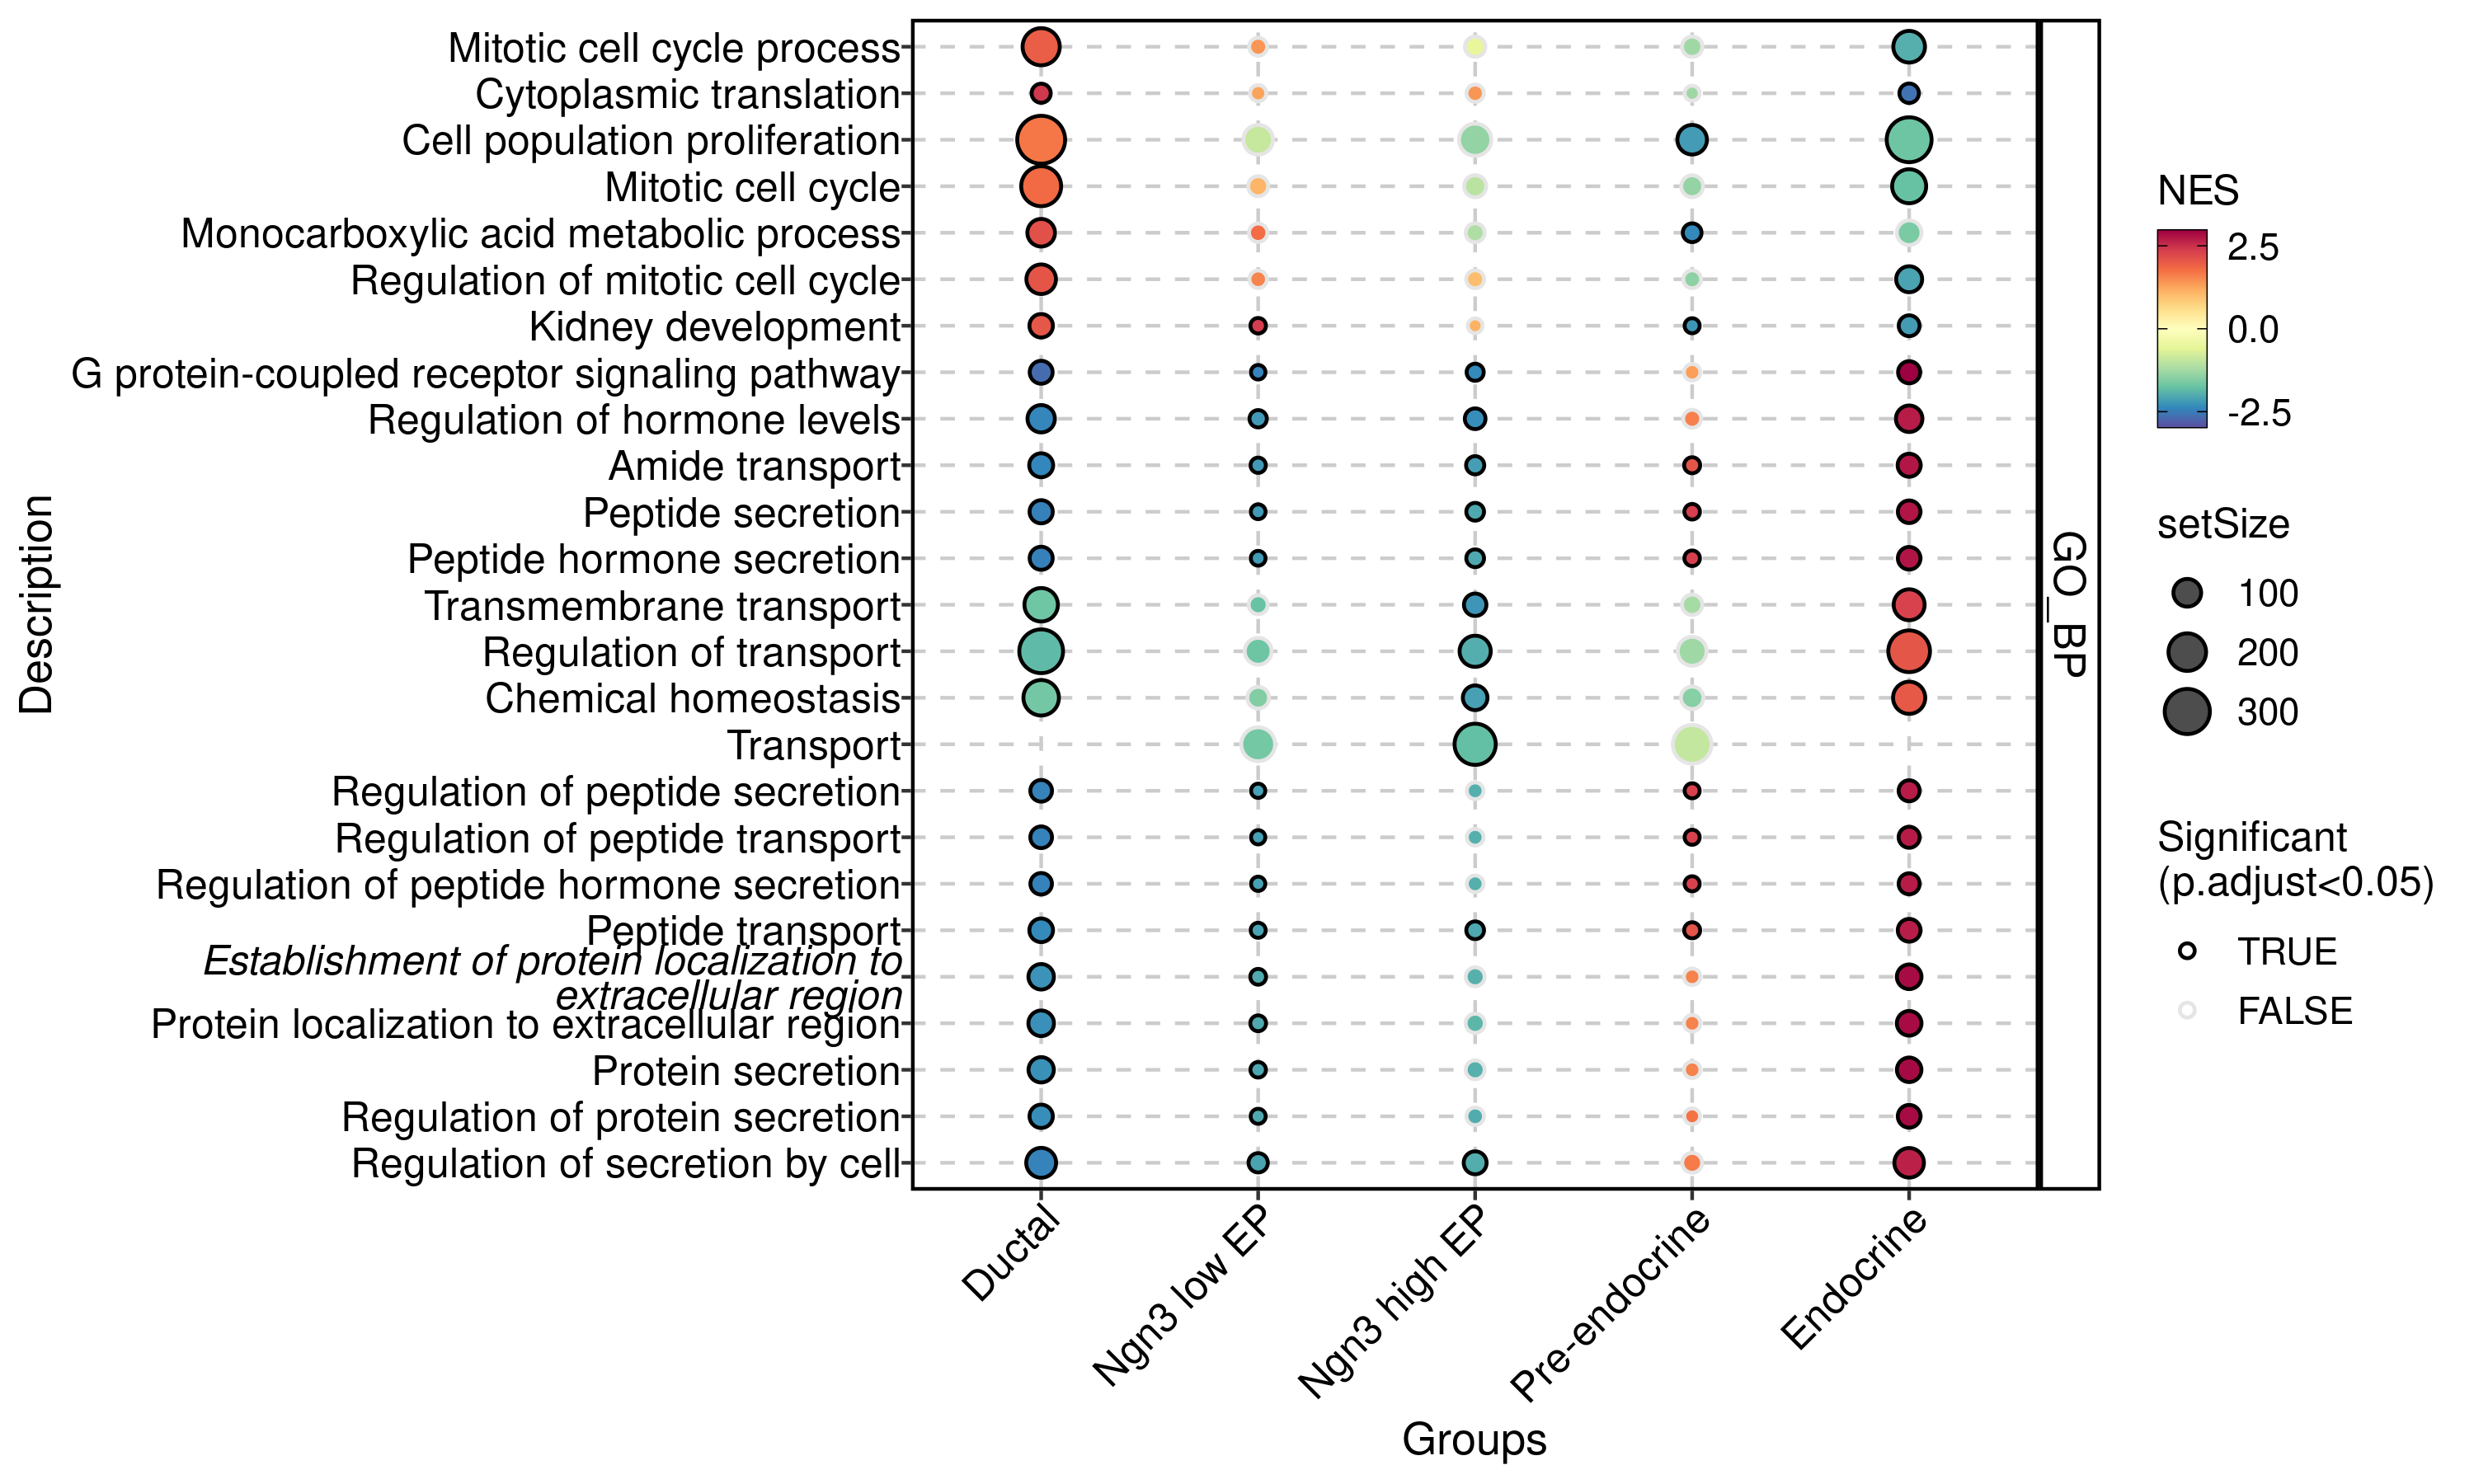 Mitotic cell cycle process
Cytoplasmic translation
Cell population proliferation
Mitotic cell cycle
Monocarboxylic acid metabolic process
Regulation of mitotic cell cycle
Kidney development
G protein-coupled receptor signaling pathway
Regulation of hormone levels
Amide transport
Peptide secretion
Peptide hormone secretion
Transmembrane transport
Regulation of transport
Chemical homeostasis
Transport
Regulation of peptide secretion
Regulation of peptide transport
Regulation of peptide hormone secretion
Peptide transport
Establishment of protein localization to
extracellular region
Protein localization to extracellular region
Protein secretion
Regulation of protein secretion
Regulation of secretion by cell
Description
Ductal
Ngn3 low EP
Ngn3 high EP
Pre-endocrine
Endocrine
Groups
GO_BP
NES
2.5
0.0
-2.5
setSize
100
200
300
Significant
(p.adjust<0.05)
TRUE
FALSE